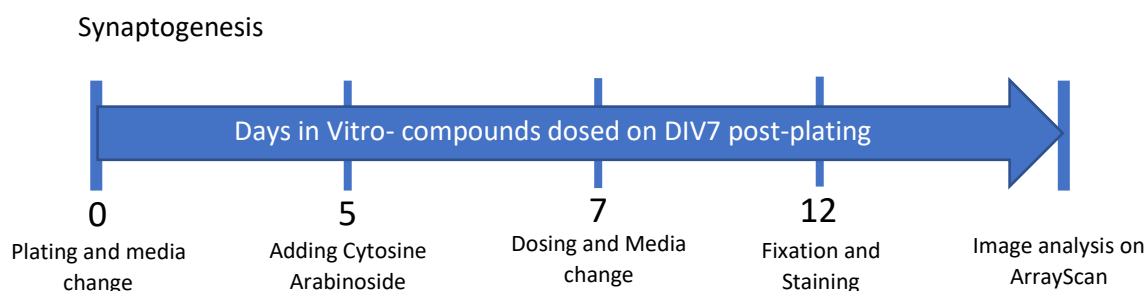 Synaptogenesis
Days in Vitro- compounds dosed on DIV7 post-plating
0
5
7
12
Plating and media
change
Adding Cytosine
Arabinoside
Dosing and Media
change
Fixation and
Staining
Image analysis on
ArrayScan